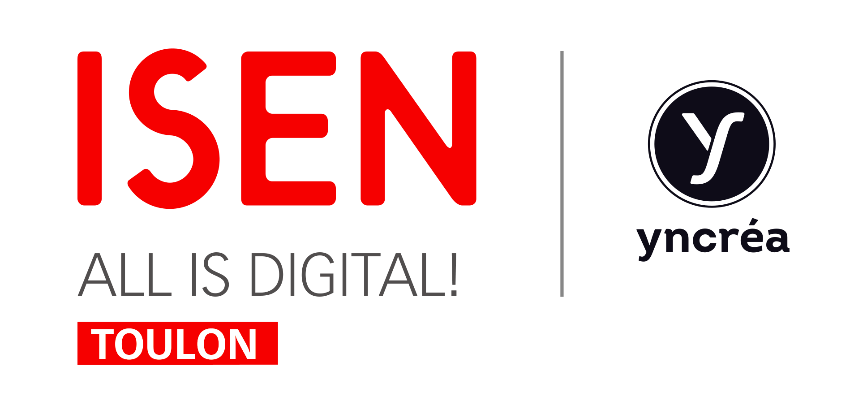 ISEN
ALL IS DIGITAL!
TOULON
y
yncréa